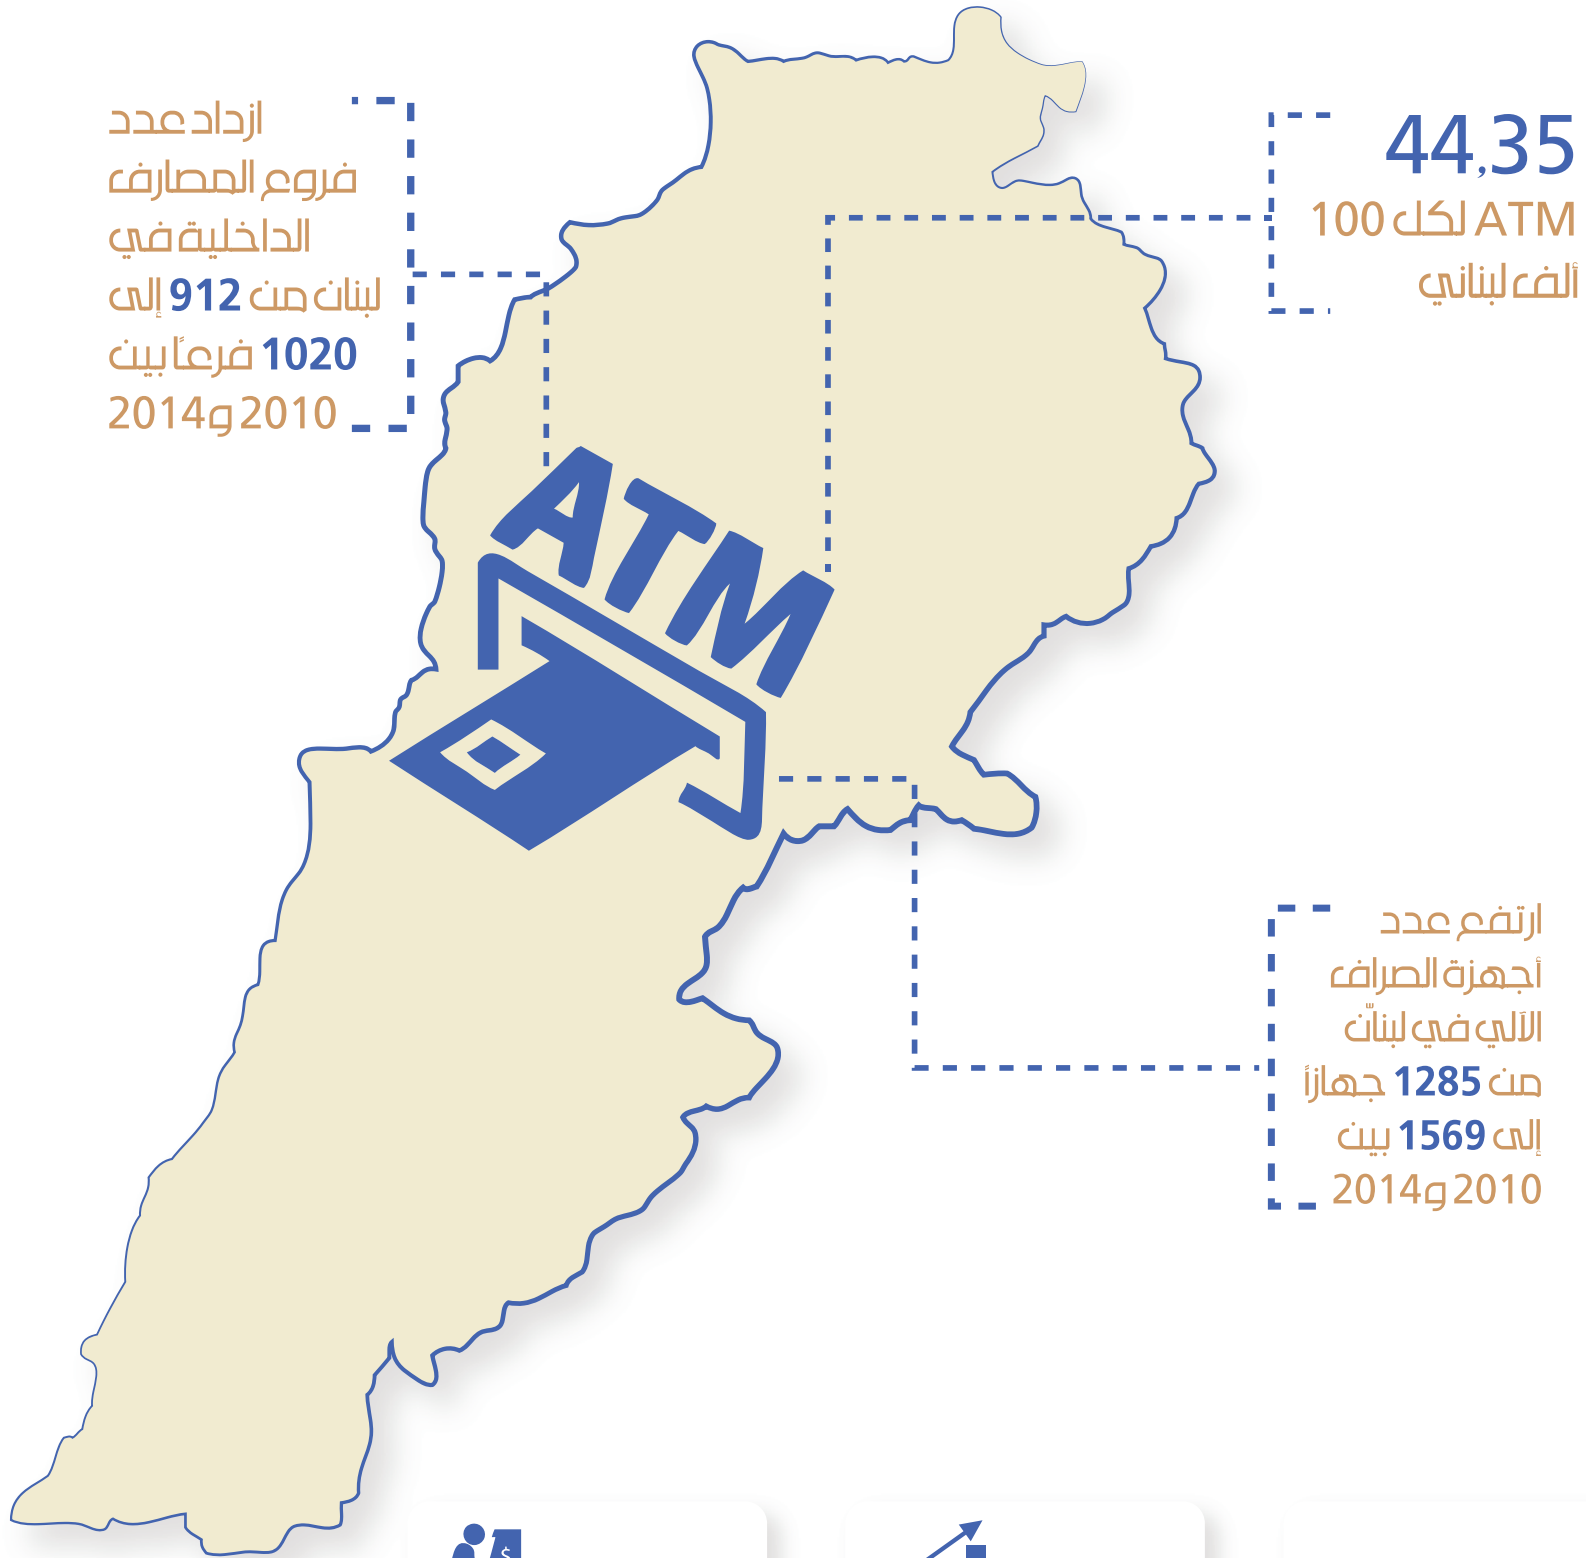 44,35
ATM لكل 100
ألف لبناني
ازداد عدد
فروع المصارف
الداخلية في
لبنان من 912 إلى
1020 فرعًا بين
2010 و2014
ATM
ارتفع عدد
أجهزة الصراف
الآلي في لبنانّ
من 1285 جهازاً
إلى 1569 بين
2010 و2014
$